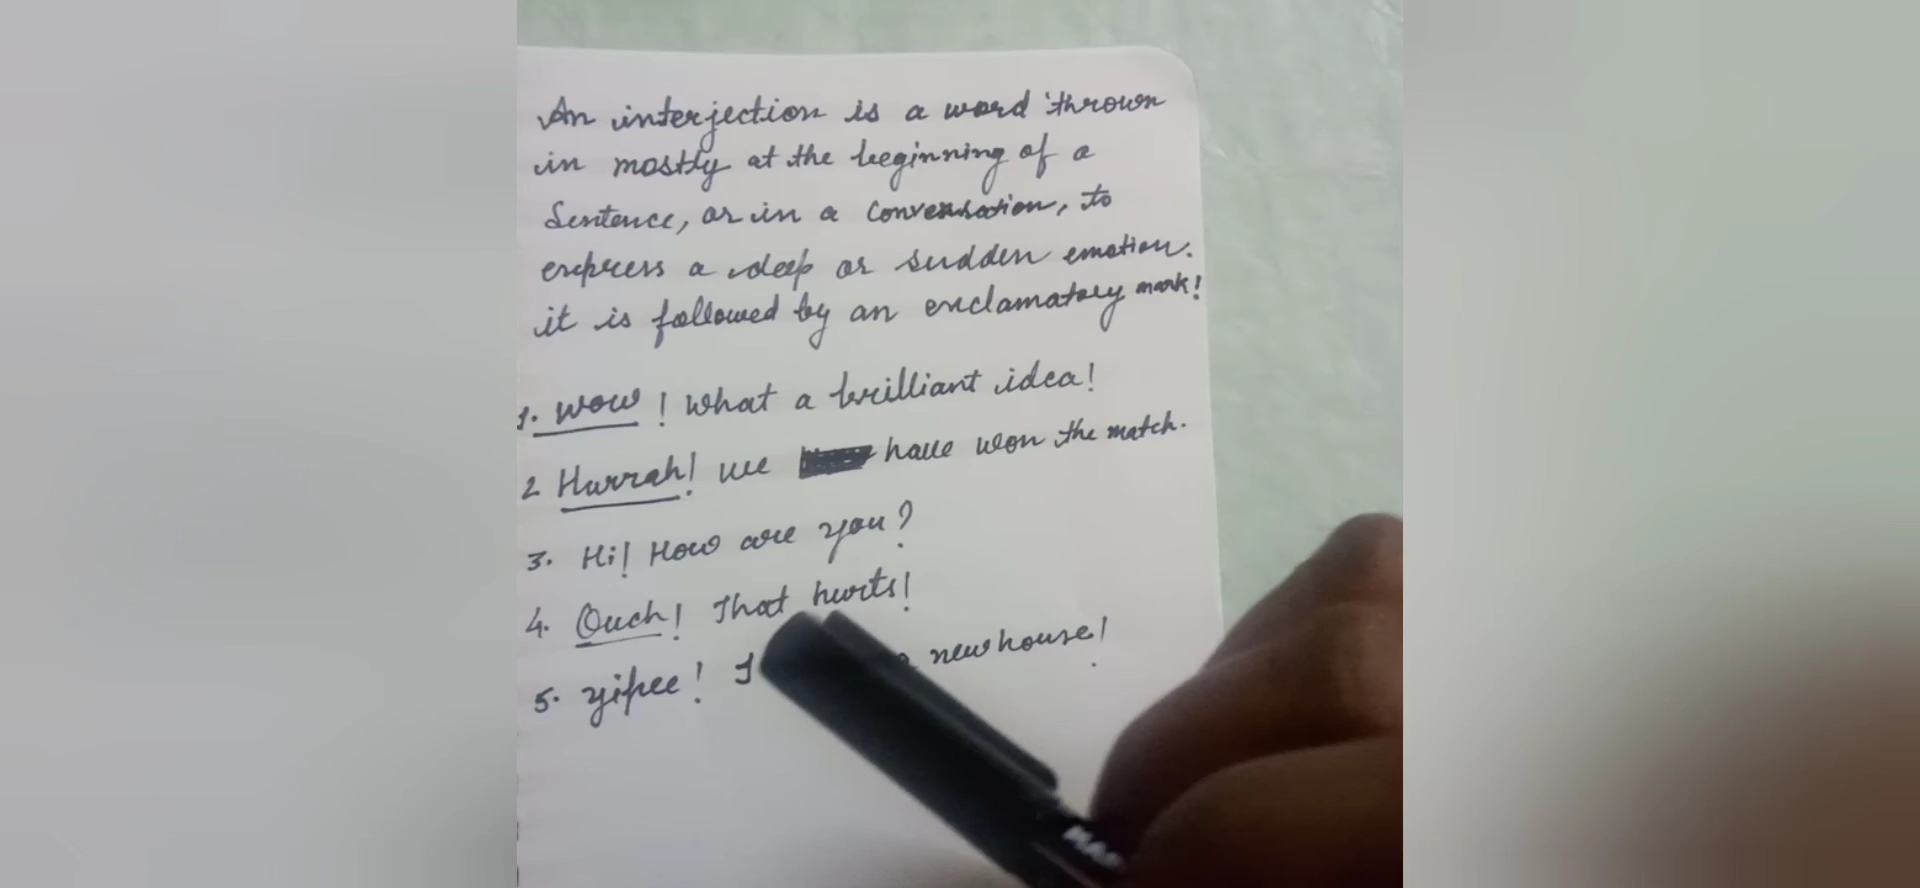 An interjection is a word 'thrown
in mostly at the beginning of a
Sentence, or in a Conversation, to
express a deep or sudden emotion.
it is followed by an exclamatory mark!
1. wow! What a brilliant idea!
2 Hurrah! we have won the match.
3. Hi! How are you?
4. Ouch! That hurts!
5. yipee! I new house!